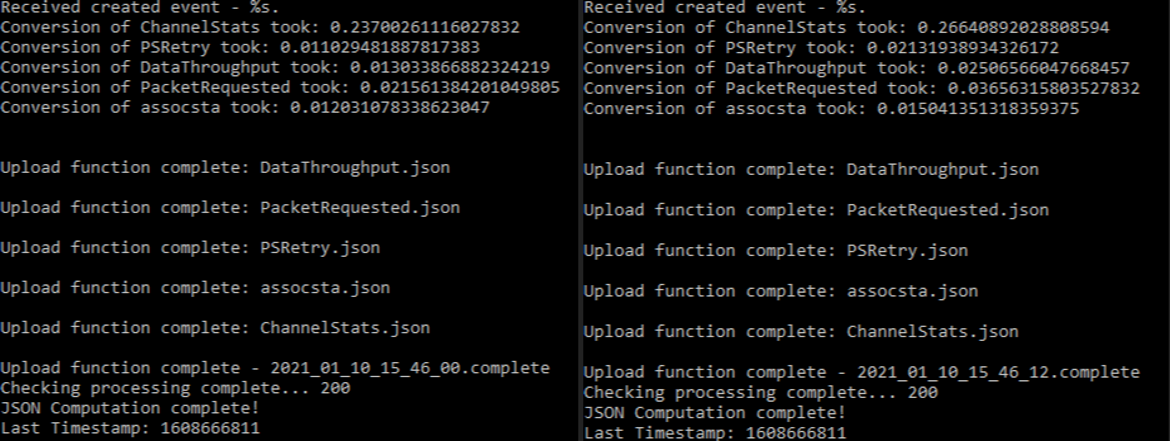 Received created event - %s.
Conversion of ChannelStats took: 0.23700261116027832
Conversion of PSRetry took: 0.011029481887817383
Conversion of DataThroughput took: 0.013033866882324219
Conversion of PacketRequested took: 0.021561384201049805
Conversion of assocsta took: 0.012031078338623047
Upload function complete: DataThroughput.json
Upload function complete: PacketRequested.json
Upload function complete: PSRetry.json
Upload function complete: assocsta.json
Upload function complete: ChannelStats.json
Upload function complete - 2021_01_10_15_46_00.complete
Checking processing complete... 200
JSON Computation complete!
Last Timestamp: 1608666811
Received created event - %s.
Conversion of ChannelStats took: 0.26640892028808594
Conversion of PSRetry took: 0.02131938934326172
Conversion of DataThroughput took: 0.02506566047668457
Conversion of PacketRequested took: 0.03656315803527832
Conversion of assocsta took: 0.015041351318359375
Upload function complete: DataThroughput.json
Upload function complete: PacketRequested.json
Upload function complete: PSRetry.json
Upload function complete: assocsta.json
Upload function complete: ChannelStats.json
Upload function complete - 2021_01_10_15_46_12.complete
Checking processing complete... 200
JSON Computation complete!
Last Timestamp: 1608666811